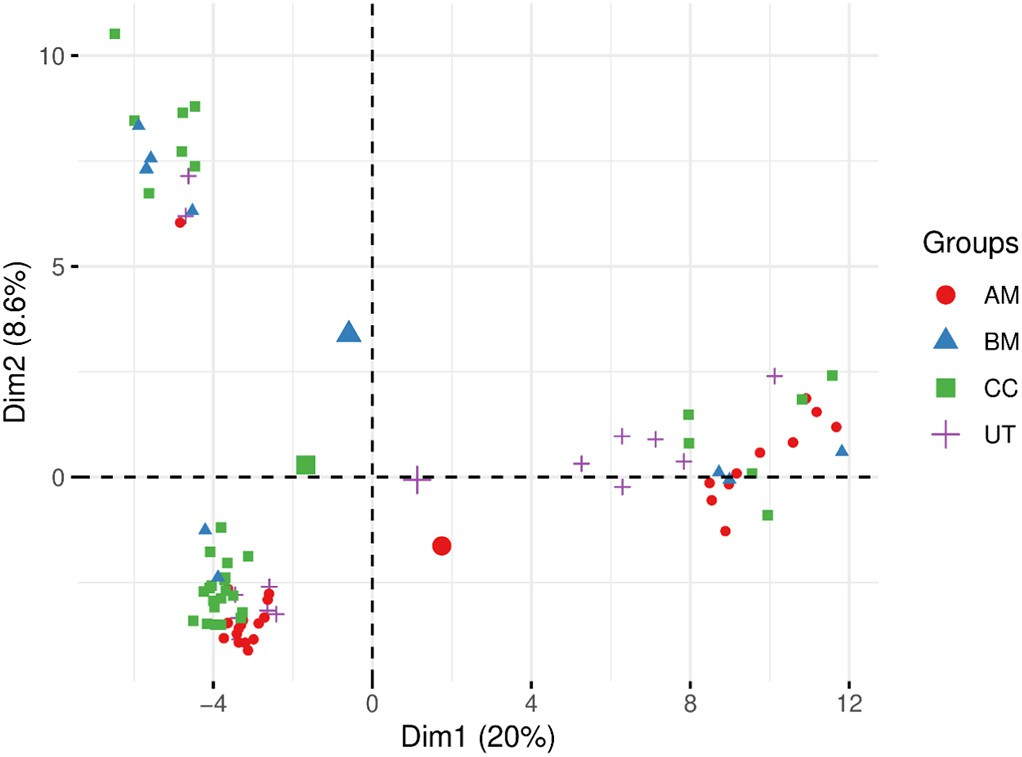 10
5
0
−4
0
4
8
12
Dim1 (20%)
Dim2 (8.6%)
Groups
AM
BM
CC
UT